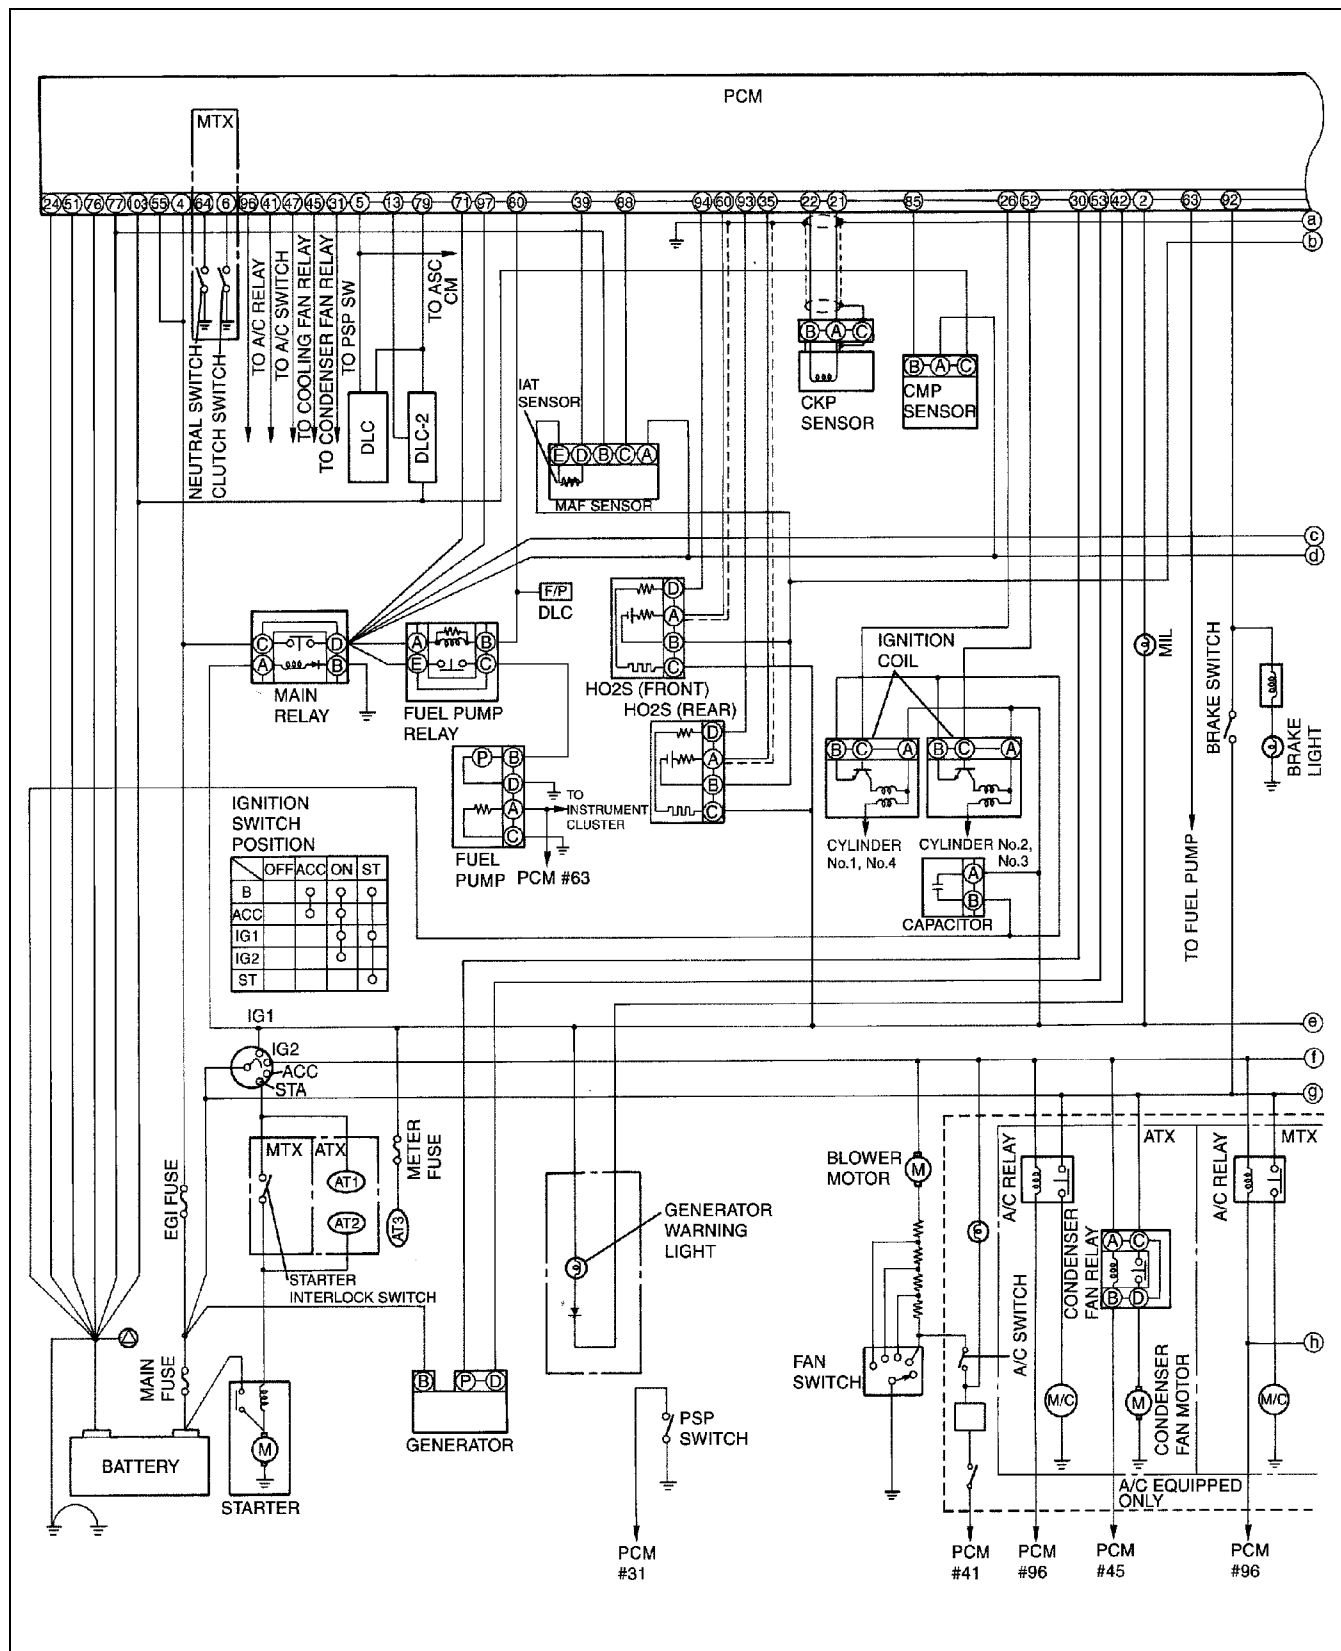 PCM
MTX
24 51 76 77 103 55 4 64 6 96 41 47 45 31 5 13 79 71 97 80 39 88 94 60 93 35 22 21 85 26 52 30 53 42 2 63 92
a
b
NEUTRAL SWITCH
CLUTCH SWITCH
TO A/C RELAY
TO A/C SWITCH
TO COOLING FAN RELAY
TO CONDENSER FAN RELAY
TO PSP SW
TO ASC
CM
DLC
DLC-2
IAT
SENSOR
E D B C A
MAF SENSOR
B A C
CKP
SENSOR
B A C
CMP
SENSOR
c
d
F/P
DLC
C D
A B
MAIN
RELAY
A B
E C
FUEL PUMP
RELAY
D
A
B
C
HO2S (FRONT)
HO2S (REAR)
D
A
B
C
IGNITION
COIL
B C A
B C A
CYLINDER
No.1, No.4
CYLINDER No.2,
No.3
A
B
CAPACITOR
MIL
TO FUEL PUMP
BRAKE SWITCH
BRAKE
LIGHT
P B
D
A
C
TO
INSTRUMENT
CLUSTER
FUEL
PUMP
PCM #63
IGNITION
SWITCH
POSITION
OFF ACC ON ST
B
ACC
IG1
IG2
ST
IG1
IG2
ACC
STA
e
f
g
MTX ATX
AT1
AT2
AT3
METER
FUSE
EGI FUSE
STARTER
INTERLOCK SWITCH
MAIN
FUSE
BATTERY
M
STARTER
B P D
GENERATOR
GENERATOR
WARNING
LIGHT
PSP
SWITCH
PCM
#31
BLOWER
MOTOR
M
FAN
SWITCH
A/C SWITCH
A/C RELAY
ATX
MTX
CONDENSER
FAN RELAY
A C
B D
A/C RELAY
h
M/C
M
CONDENSER
FAN MOTOR
M/C
A/C EQUIPPED
ONLY
PCM
#41
PCM
#96
PCM
#45
PCM
#96